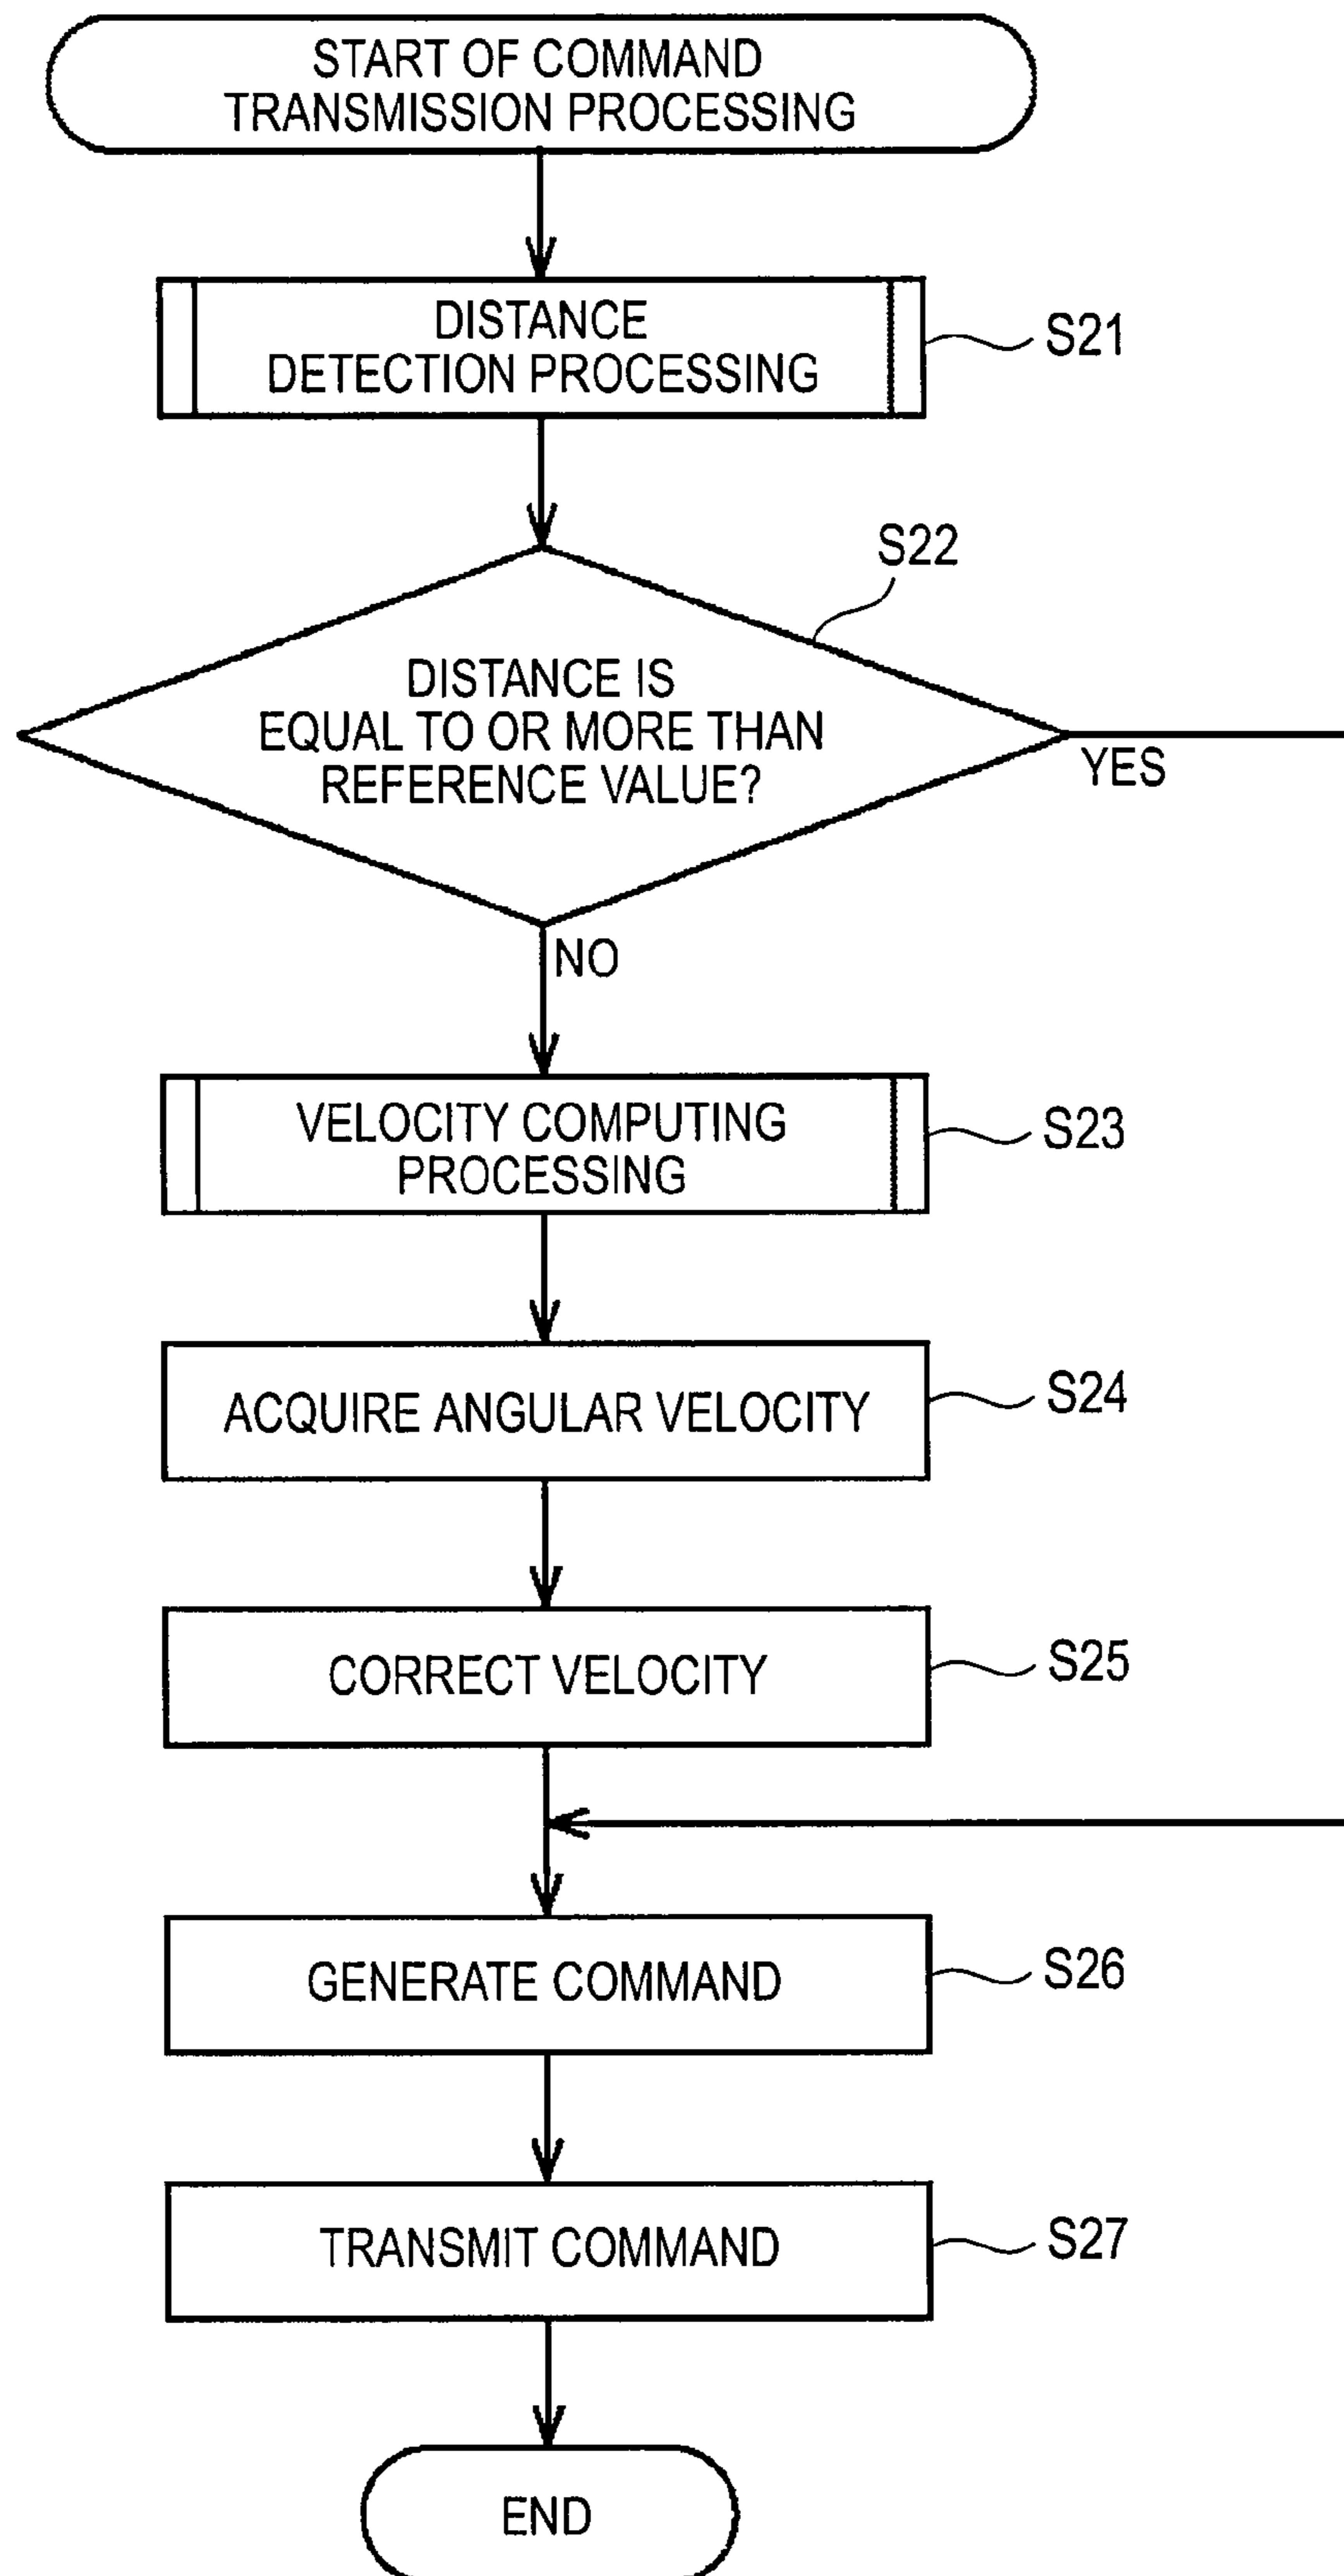 START OF COMMAND
TRANSMISSION PROCESSING
DISTANCE
DETECTION PROCESSING
S21
S22
DISTANCE IS
EQUAL TO OR MORE THAN
REFERENCE VALUE?
YES
NO
VELOCITY COMPUTING
PROCESSING
S23
ACQUIRE ANGULAR VELOCITY
S24
CORRECT VELOCITY
S25
GENERATE COMMAND
S26
TRANSMIT COMMAND
S27
END